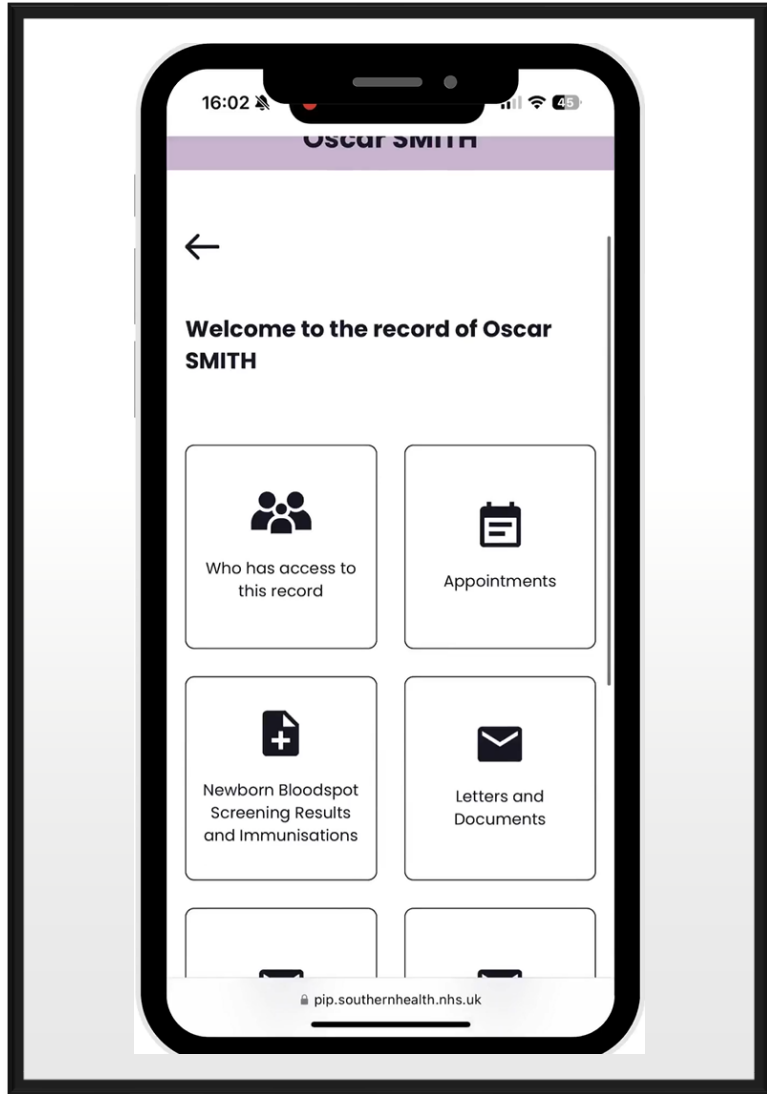 16:02
45
Oscar SMITH
Welcome to the record of Oscar
SMITH
Who has access to
this record
Appointments
Newborn Bloodspot
Screening Results
and Immunisations
Letters and
Documents
pip.southernhealth.nhs.uk